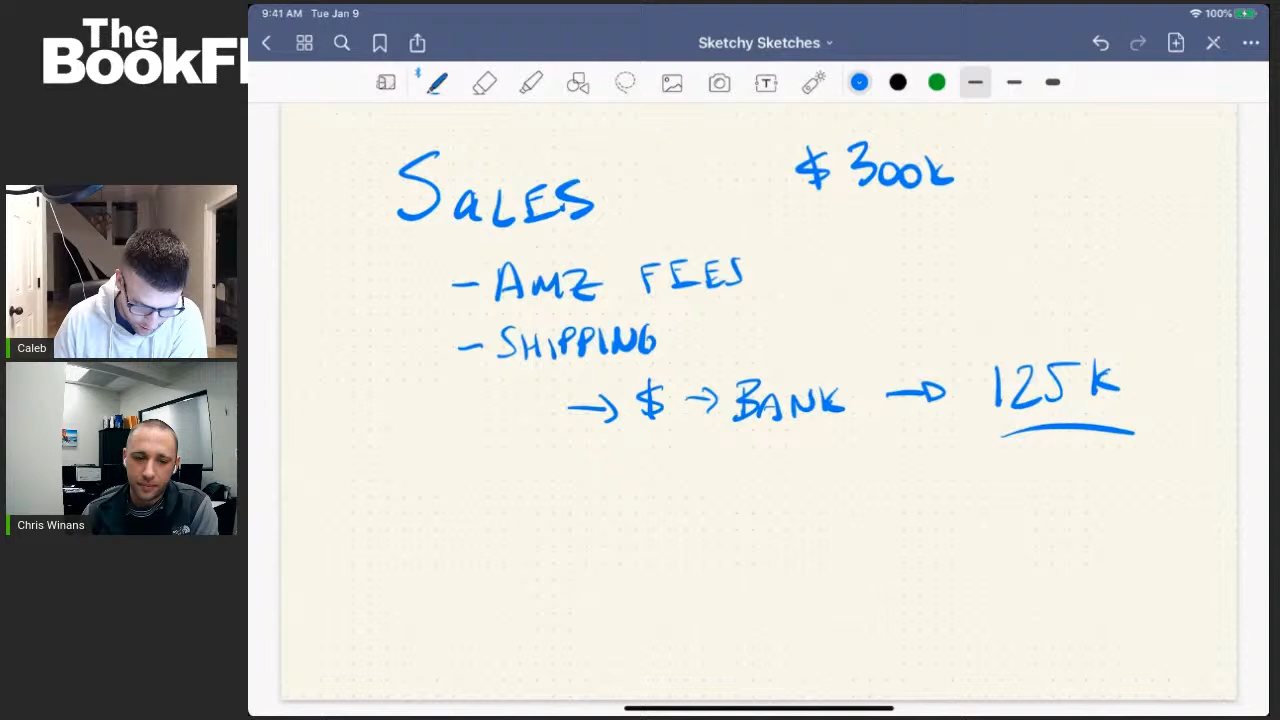 The
BookFl
9:41 AM Tue Jan 9
100%
Sketchy Sketches
T
SALES
$ 300k
- AMZ FEES
- SHIPPING
→ $ → BANK → 125k
Caleb
Chris Winans